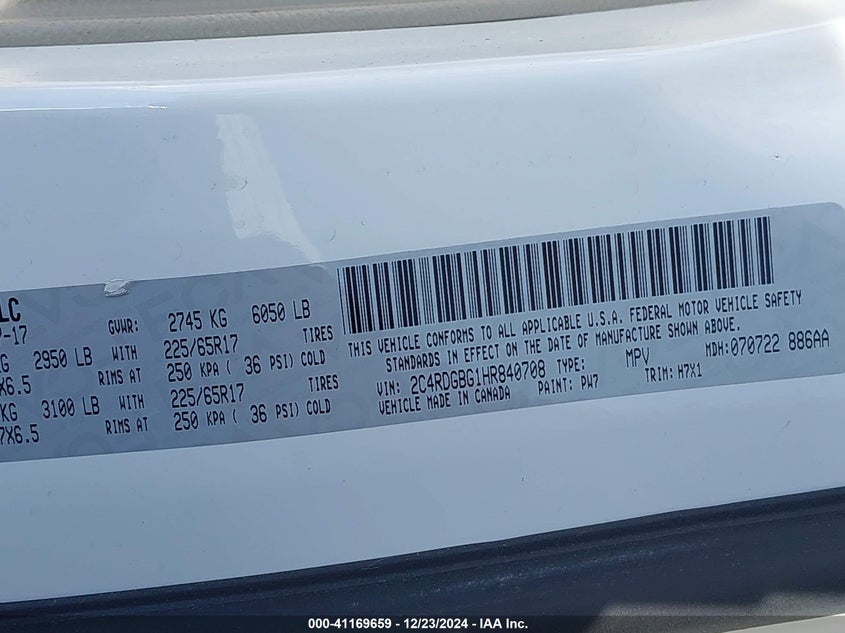 LC
-17
GVWR: 2745 KG 6050 LB
KG 2950 LB WITH 225/65R17 TIRES
7X6.5 RIMS AT 250 KPA ( 36 PSI) COLD
KG 3100 LB WITH 225/65R17 TIRES
7X6.5 RIMS AT 250 KPA ( 36 PSI) COLD
THIS VEHICLE CONFORMS TO ALL APPLICABLE U.S.A. FEDERAL MOTOR VEHICLE SAFETY
STANDARDS IN EFFECT ON THE DATE OF MANUFACTURE SHOWN ABOVE.
VIN: 2C4RDGBG1HR840708 TYPE: MPV MDH:070722 886AA
VEHICLE MADE IN CANADA PAINT: PW7 TRIM: H7X1
000-41169659 - 12/23/2024 - IAA Inc.